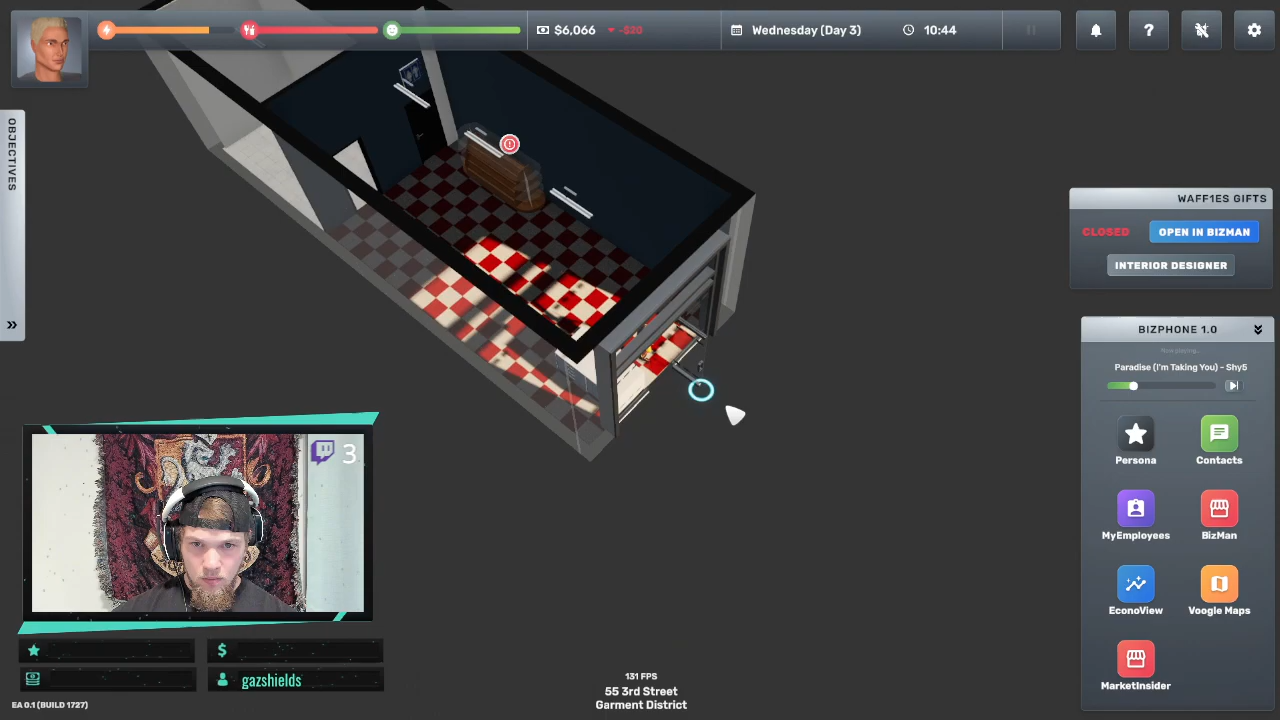 $6,066 -$20
Wednesday (Day 3)
10:44
?
OBJECTIVES
WAFF1ES GIFTS
CLOSED
OPEN IN BIZMAN
INTERIOR DESIGNER
BIZPHONE 1.0
Now playing...
Paradise (I'm Taking You) - Shy5
Persona
Contacts
MyEmployees
BizMan
EconoView
Voogle Maps
MarketInsider
3
$
gazshields
131 FPS
55 3rd Street
Garment District
EA 0.1 (BUILD 1727)